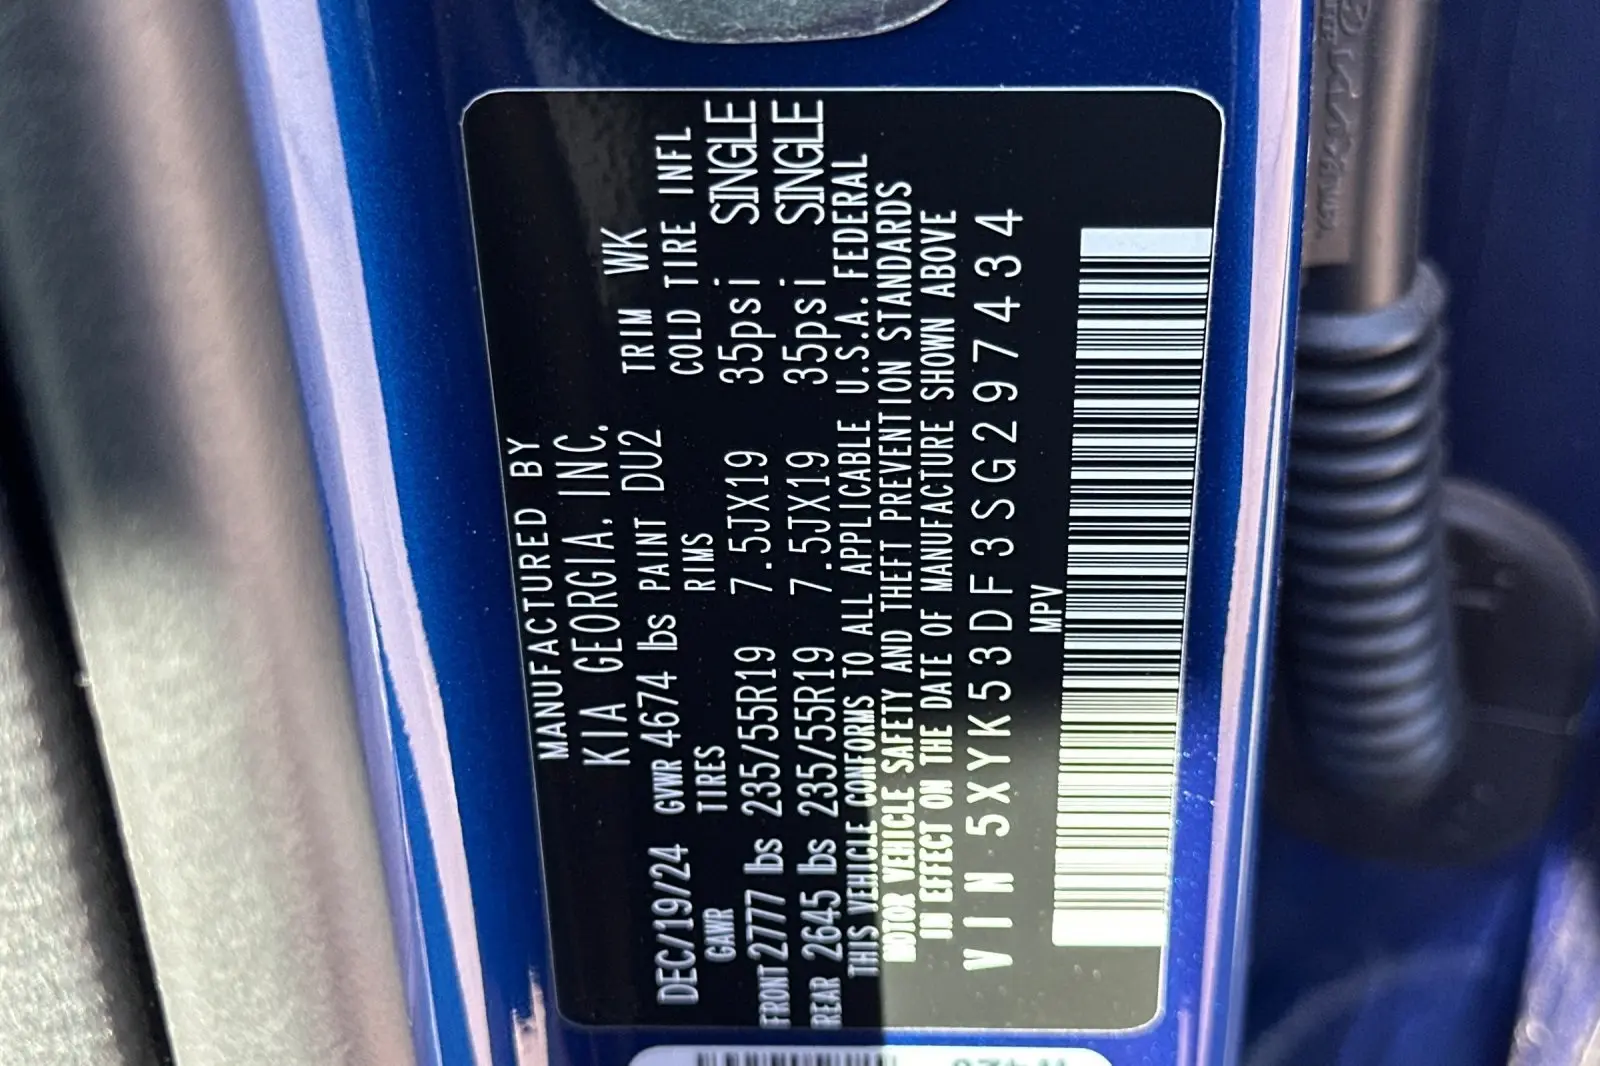 MANUFACTURED BY
KIA GEORGIA, INC.
DEC/19/24 GVWR 4674 lbs PAINT DU2 TRIM WK
GAWR TIRES RIMS COLD TIRE INFL
FRONT 2777 lbs 235/55R19 7.5JX19 35psi SINGLE
REAR 2645 lbs 235/55R19 7.5JX19 35psi SINGLE
THIS VEHICLE CONFORMS TO ALL APPLICABLE U.S.A. FEDERAL
MOTOR VEHICLE SAFETY AND THEFT PREVENTION STANDARDS
IN EFFECT ON THE DATE OF MANUFACTURE SHOWN ABOVE
VIN 5XYK53DF3SG297434
MPV